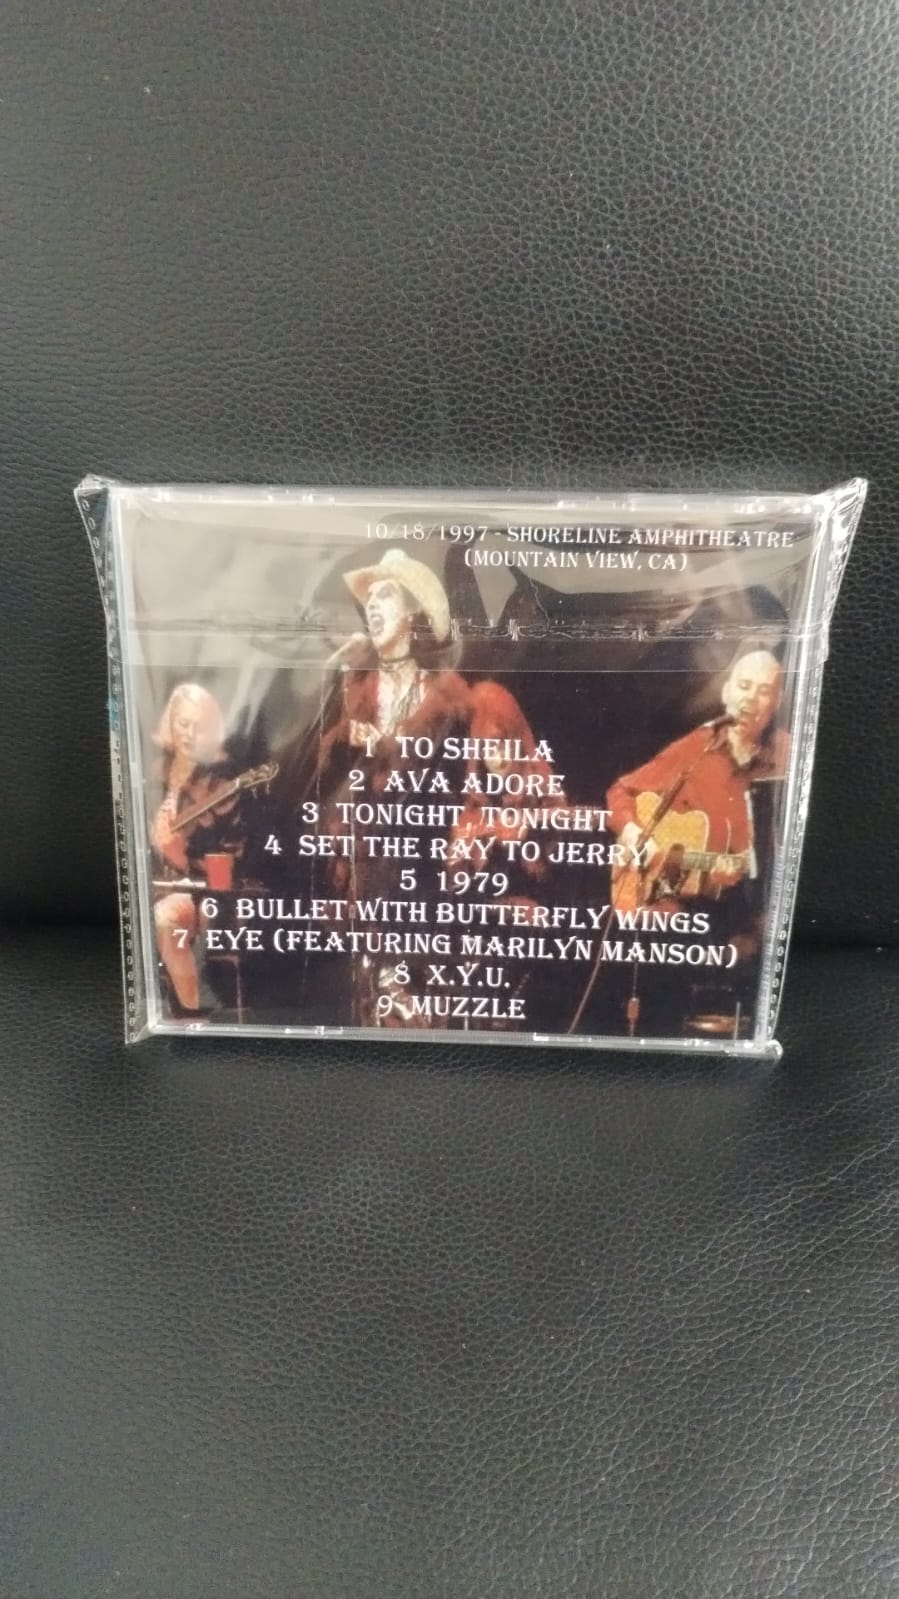 10/18/1997 - SHORELINE AMPHITHEATRE
(MOUNTAIN VIEW, CA)
1 TO SHEILA
2 AVA ADORE
3 TONIGHT, TONIGHT
4 SET THE RAY TO JERRY
5 1979
6 BULLET WITH BUTTERFLY WINGS
7 EYE (FEATURING MARILYN MANSON)
8 X.Y.U.
9 MUZZLE